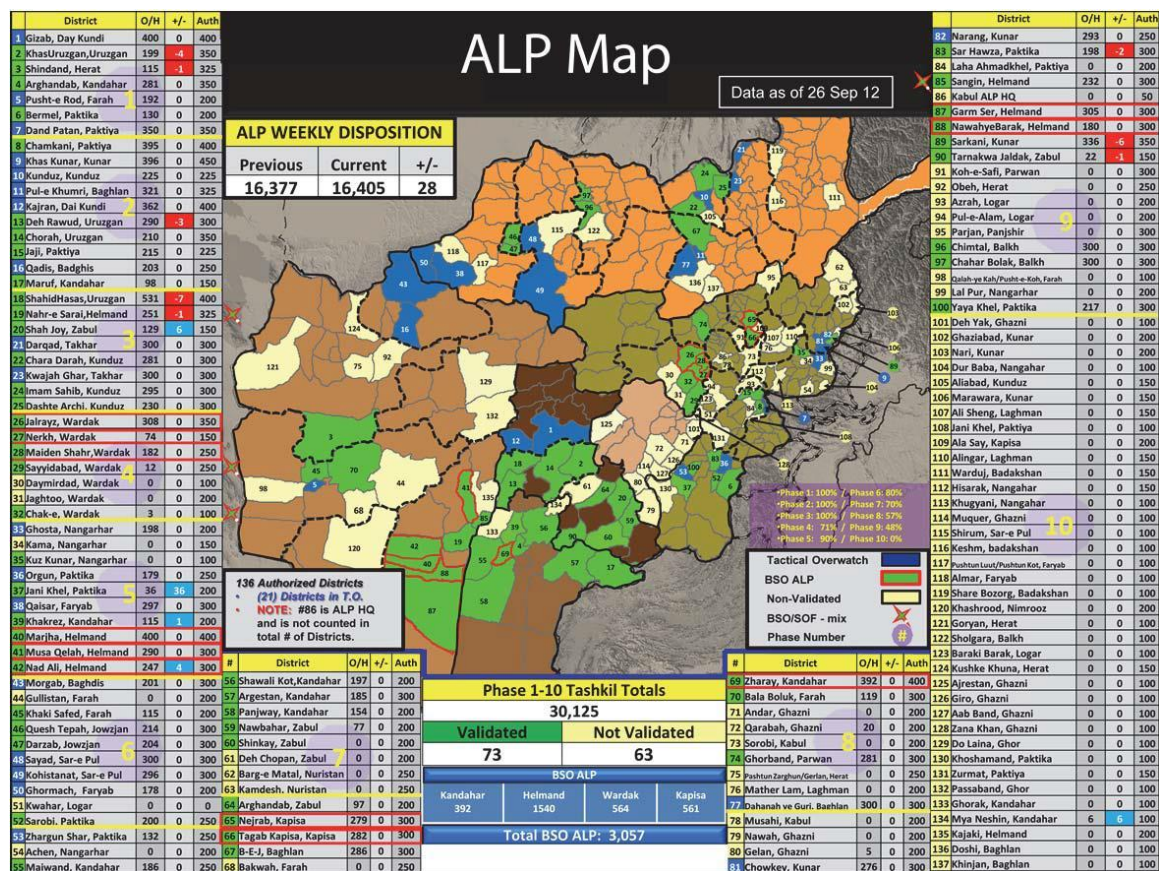 ALP Map
Data as of 26 Sep 12
ALP WEEKLY DISPOSITION
Previous Current +/-
16,377 16,405 28
District O/H +/- Auth
1 Gizab, Day Kundi 400 0 400
2 KhasUruzgan,Uruzgan 199 -4 350
3 Shindand, Herat 115 -1 325
4 Arghandab, Kandahar 281 0 350
5 Pusht-e Rod, Farah 192 0 200
6 Bermel, Paktika 130 0 200
7 Dand Patan, Paktiya 350 0 350
8 Chamkani, Paktiya 395 0 400
9 Khas Kunar, Kunar 396 0 450
10 Kunduz, Kunduz 225 0 225
11 Pul-e Khumri, Baghlan 321 0 325
12 Kajran, Dai Kundi 362 0 400
13 Deh Rawud, Uruzgan 290 -3 300
14 Chorah, Uruzgan 210 0 350
15 Jaji, Paktiya 215 0 225
16 Qadis, Badghis 203 0 250
17 Maruf, Kandahar 98 0 150
18 ShahidHasas,Uruzgan 531 -7 400
19 Nahr-e Sarai,Helmand 251 -1 325
20 Shah Joy, Zabul 129 6 150
21 Darqad, Takhar 300 0 300
22 Chara Darah, Kunduz 281 0 300
23 Kwajah Ghar, Takhar 300 0 300
24 Imam Sahib, Kunduz 295 0 300
25 Dashte Archi, Kunduz 230 0 300
26 Jalrayz, Wardak 308 0 350
27 Nerkh, Wardak 74 0 150
28 Maiden Shahr,Wardak 182 0 250
29 Sayyidabad, Wardak 12 0 250
30 Daymirdad, Wardak 0 0 100
31 Jaghtoo, Wardak 0 0 200
32 Chak-e, Wardak 3 0 100
33 Ghosta, Nangarhar 198 0 200
34 Kama, Nangarhar 0 0 150
35 Kuz Kunar, Nangarhar 0 0 100
36 Orgun, Paktika 179 0 250
37 Jani Khel, Paktika 36 36 200
38 Qaisar, Faryab 297 0 300
39 Khakrez, Kandahar 115 1 200
40 Marjha, Helmand 400 0 400
41 Musa Qelah, Helmand 290 0 300
42 Nad Ali, Helmand 247 4 300
43 Morgab, Baghdis 201 0 300
44 Gullistan, Farah 0 0 200
45 Khaki Safed, Farah 115 0 200
46 Quesh Tepah, Jowzjan 214 0 300
47 Darzab, Jowzjan 204 0 300
48 Sayad, Sar-e Pul 300 0 300
49 Kohistanat, Sar-e Pul 296 0 300
50 Ghormach, Faryab 178 0 200
51 Kwahar, Logar 0 0 0
52 Sarobi, Paktika 200 0 250
53 Zhargun Shar, Paktika 132 0 250
54 Achen, Nangarhar 0 0 200
55 Maiwand, Kandahar 186 0 250
136 Authorized Districts
(21) Districts in T.O.
NOTE: #86 is ALP HQ
and is not counted in
total # of Districts.
# District O/H +/- Auth
56 Shawali Kot,Kandahar 197 0 200
57 Argestan, Kandahar 185 0 300
58 Panjway, Kandahar 154 0 200
59 Nawbahar, Zabul 77 0 200
60 Shinkay, Zabul 0 0 200
61 Deh Chopan, Zabul 0 0 200
62 Barg-e Matal, Nuristan 0 0 250
63 Kamdesh, Nuristan 0 0 250
64 Arghandab, Zabul 97 0 200
65 Nejrab, Kapisa 279 0 300
66 Tagab Kapisa, Kapisa 282 0 300
67 B-E-J, Baghlan 286 0 300
68 Bakwah, Farah 0 0 250
Phase 1-10 Tashkil Totals
30,125
Validated Not Validated
73 63
BSO ALP
Kandahar Helmand Wardak Kapisa
392 1540 564 561
Total BSO ALP: 3,057
Phase 1: 100% / Phase 6: 80%
Phase 2: 100% / Phase 7: 70%
Phase 3: 100% / Phase 8: 57%
Phase 4: 71% / Phase 9: 48%
Phase 5: 90% / Phase 10: 0%
Tactical Overwatch
BSO ALP
Non-Validated
BSO/SOF - mix
Phase Number #
# District O/H +/- Auth
69 Zharay, Kandahar 392 0 400
70 Bala Boluk, Farah 119 0 300
71 Andar, Ghazni 0 0 300
72 Qarabah, Ghazni 20 0 200
73 Sorobi, Kabul 0 0 200
74 Ghorband, Parwan 281 0 300
75 Pashtun Zarghun/Gerlan, Herat 0 0 250
76 Mather Lam, Laghman 0 0 200
77 Dahanah ve Guri, Baghlan 300 0 300
78 Musahi, Kabul 0 0 200
79 Nawah, Ghazni 0 0 200
80 Gelan, Ghazni 5 0 200
81 Chowkey, Kunar 276 0 300
District O/H +/- Auth
82 Narang, Kunar 293 0 250
83 Sar Hawza, Paktika 198 -2 300
84 Laha Ahmadkhel, Paktiya 0 0 200
85 Sangin, Helmand 232 0 300
86 Kabul ALP HQ 0 0 50
87 Garm Ser, Helmand 305 0 300
88 NawahyeBarak, Helmand 180 0 300
89 Sarkani, Kunar 336 -6 350
90 Tarnakwa Jaldak, Zabul 22 -1 150
91 Koh-e-Safi, Parwan 0 0 300
92 Obeh, Herat 0 0 250
93 Azrah, Logar 0 0 200
94 Pul-e-Alam, Logar 0 0 200
95 Parjan, Panjshir 0 0 300
96 Chimtal, Balkh 300 0 300
97 Chahar Bolak, Balkh 300 0 300
98 Qalah-ye Kah/Pusht-e-Koh, Farah 0 0 100
99 Lal Pur, Nangarhar 0 0 200
100 Yaya Khel, Paktika 217 0 300
101 Deh Yak, Ghazni 0 0 100
102 Ghaziabad, Kunar 0 0 100
103 Nari, Kunar 0 0 200
104 Dur Baba, Nangahar 0 0 100
105 Aliabad, Kunduz 0 0 150
106 Marawara, Kunar 0 0 100
107 Ali Sheng, Laghman 0 0 100
108 Jani Khel, Paktiya 0 0 100
109 Ala Say, Kapisa 0 0 200
110 Alingar, Laghman 0 0 150
111 Warduj, Badakshan 0 0 100
112 Hisarak, Nangahar 0 0 150
113 Khugyani, Nangahar 0 0 100
114 Muquer, Ghazni 0 0 100
115 Shirum, Sar-e Pul 0 0 100
116 Keshm, badakshan 0 0 100
117 Pushtun Luut/Pushtun Kot, Faryab 0 0 100
118 Almar, Faryab 0 0 100
119 Share Bozorg, Badakshan 0 0 100
120 Khashrood, Nimrooz 0 0 200
121 Goryan, Herat 0 0 100
122 Sholgara, Balkh 0 0 100
123 Baraki Barak, Logar 0 0 100
124 Kushke Khuna, Herat 0 0 150
125 Ajrestan, Ghazni 0 0 100
126 Giro, Ghazni 0 0 100
127 Aab Band, Ghazni 0 0 100
128 Zana Khan, Ghazni 0 0 100
129 Do Laina, Ghor 0 0 100
130 Khoshamand, Paktika 0 0 100
131 Zurmat, Paktiya 0 0 150
132 Passaband, Ghor 0 0 100
133 Ghorak, Kandahar 0 0 100
134 Mya Neshin, Kandahar 6 6 100
135 Kajaki, Helmand 0 0 200
136 Doshi, Baghlan 0 0 100
137 Khinjan, Baghlan 0 0 100